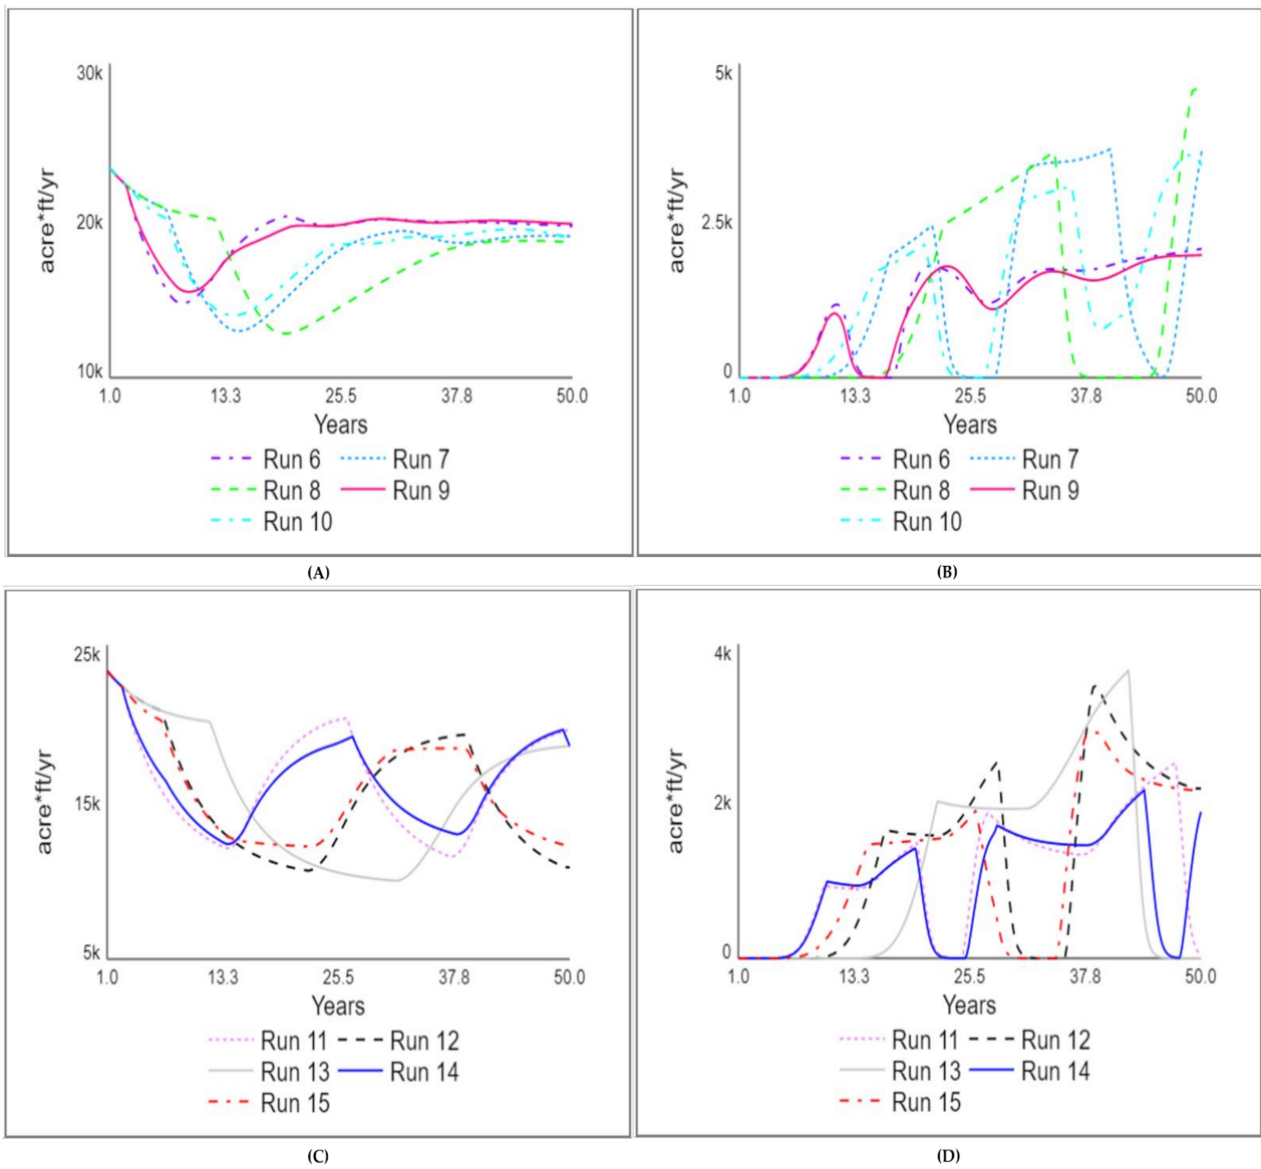 30k
20k
10k
acre*ft/yr
1.0 13.3 25.5 37.8 50.0
Years
Run 6 Run 7
Run 8 Run 9
Run 10
(A)
5k
2.5k
0
acre*ft/yr
1.0 13.3 25.5 37.8 50.0
Years
Run 6 Run 7
Run 8 Run 9
Run 10
(B)
25k
15k
5k
acre*ft/yr
1.0 13.3 25.5 37.8 50.0
Years
Run 11 Run 12
Run 13 Run 14
Run 15
(C)
4k
2k
0
acre*ft/yr
1.0 13.3 25.5 37.8 50.0
Years
Run 11 Run 12
Run 13 Run 14
Run 15
(D)